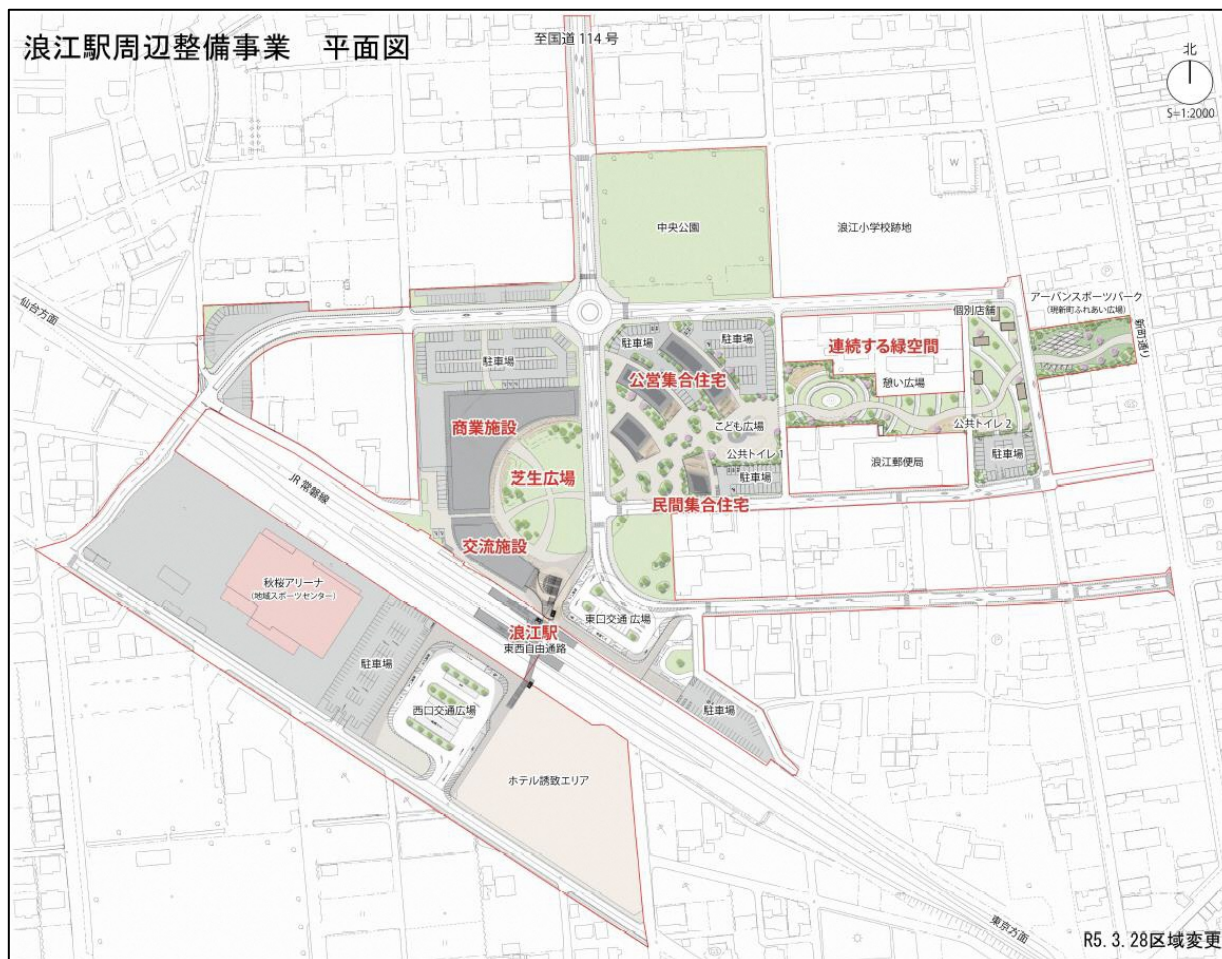 浪江駅周辺整備事業　平面図
至国道 114 号
北
S=1:2000
中央公園
浪江小学校跡地
W
仙台方面
アーバンスポーツパーク
(現新町ふれあい広場)
新町通り
個別店舗
駐車場
駐車場
駐車場
連続する緑空間
公営集合住宅
憩い広場
商業施設
こども広場
公共トイレ 2
芝生広場
公共トイレ 1
浪江郵便局
駐車場
駐車場
JR 常磐線
民間集合住宅
交流施設
秋桜アリーナ
(地域スポーツセンター)
東口交通 広場
浪江駅
東西自由通路
駐車場
西口交通広場
駐車場
ホテル誘致エリア
東京方面
R5.3.28区域変更